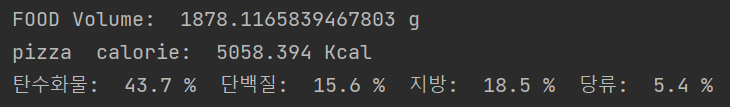 FOOD Volume:  1878.1165839467803 g
pizza  calorie:  5058.394 Kcal
탄수화물:  43.7 %  단백질:  15.6 %  지방:  18.5 %  당류:  5.4 %